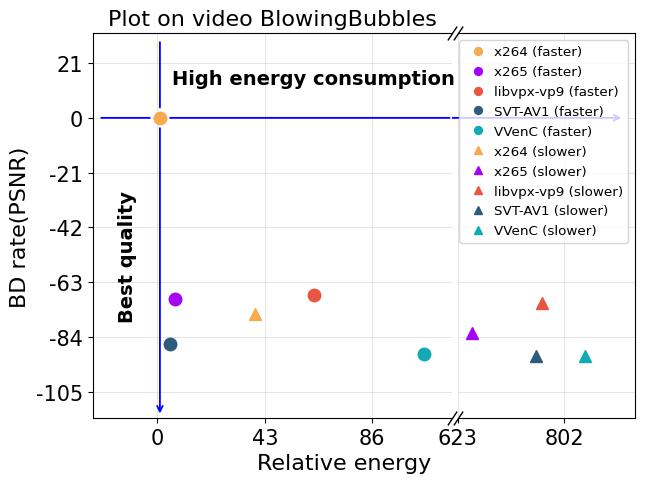 Plot on video BlowingBubbles
BD rate(PSNR)
21
0
-21
-42
-63
-84
-105
High energy consumption
Best quality
x264 (faster)
x265 (faster)
libvpx-vp9 (faster)
SVT-AV1 (faster)
VVenC (faster)
x264 (slower)
x265 (slower)
libvpx-vp9 (slower)
SVT-AV1 (slower)
VVenC (slower)
0 43 86 623 802
Relative energy